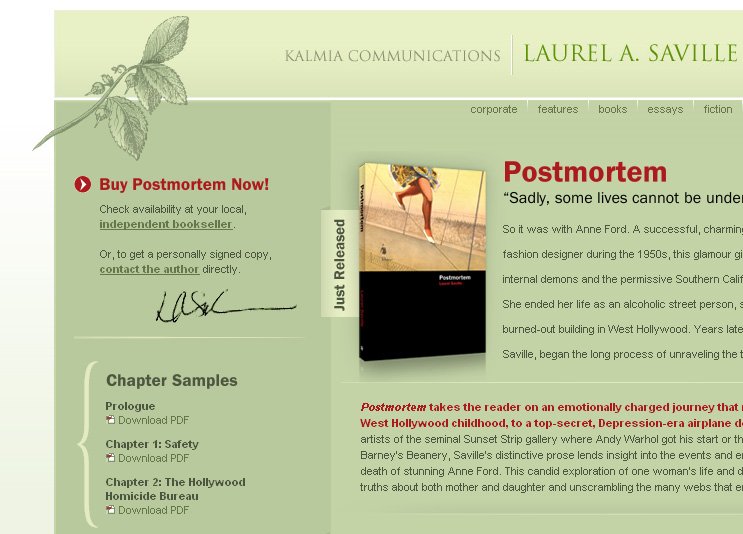 KALMIA COMMUNICATIONS
LAUREL A. SAVILLE
corporate
features
books
essays
fiction
Buy Postmortem Now!
Check availability at your local,
independent bookseller.
Or, to get a personally signed copy,
contact the author directly.
Chapter Samples
Prologue
Download PDF
Chapter 1: Safety
Download PDF
Chapter 2: The Hollywood
Homicide Bureau
Download PDF
Just Released
Postmortem
Laurel Saville
Postmortem
“Sadly, some lives cannot be
So it was with Anne Ford. A successful, charming
fashion designer during the 1950s, this glamour
internal demons and the permissive Southern
She ended her life as an alcoholic street person,
burned-out building in West Hollywood. Years
Saville, began the long process of unraveling the
Postmortem takes the reader on an emotionally charged journey that
West Hollywood childhood, to a top-secret, Depression-era airplane
artists of the seminal Sunset Strip gallery where Andy Warhol got his start or
Barney's Beanery, Saville's distinctive prose lends insight into the events and
death of stunning Anne Ford. This candid exploration of one woman's life and
truths about both mother and daughter and unscrambling the many webs that